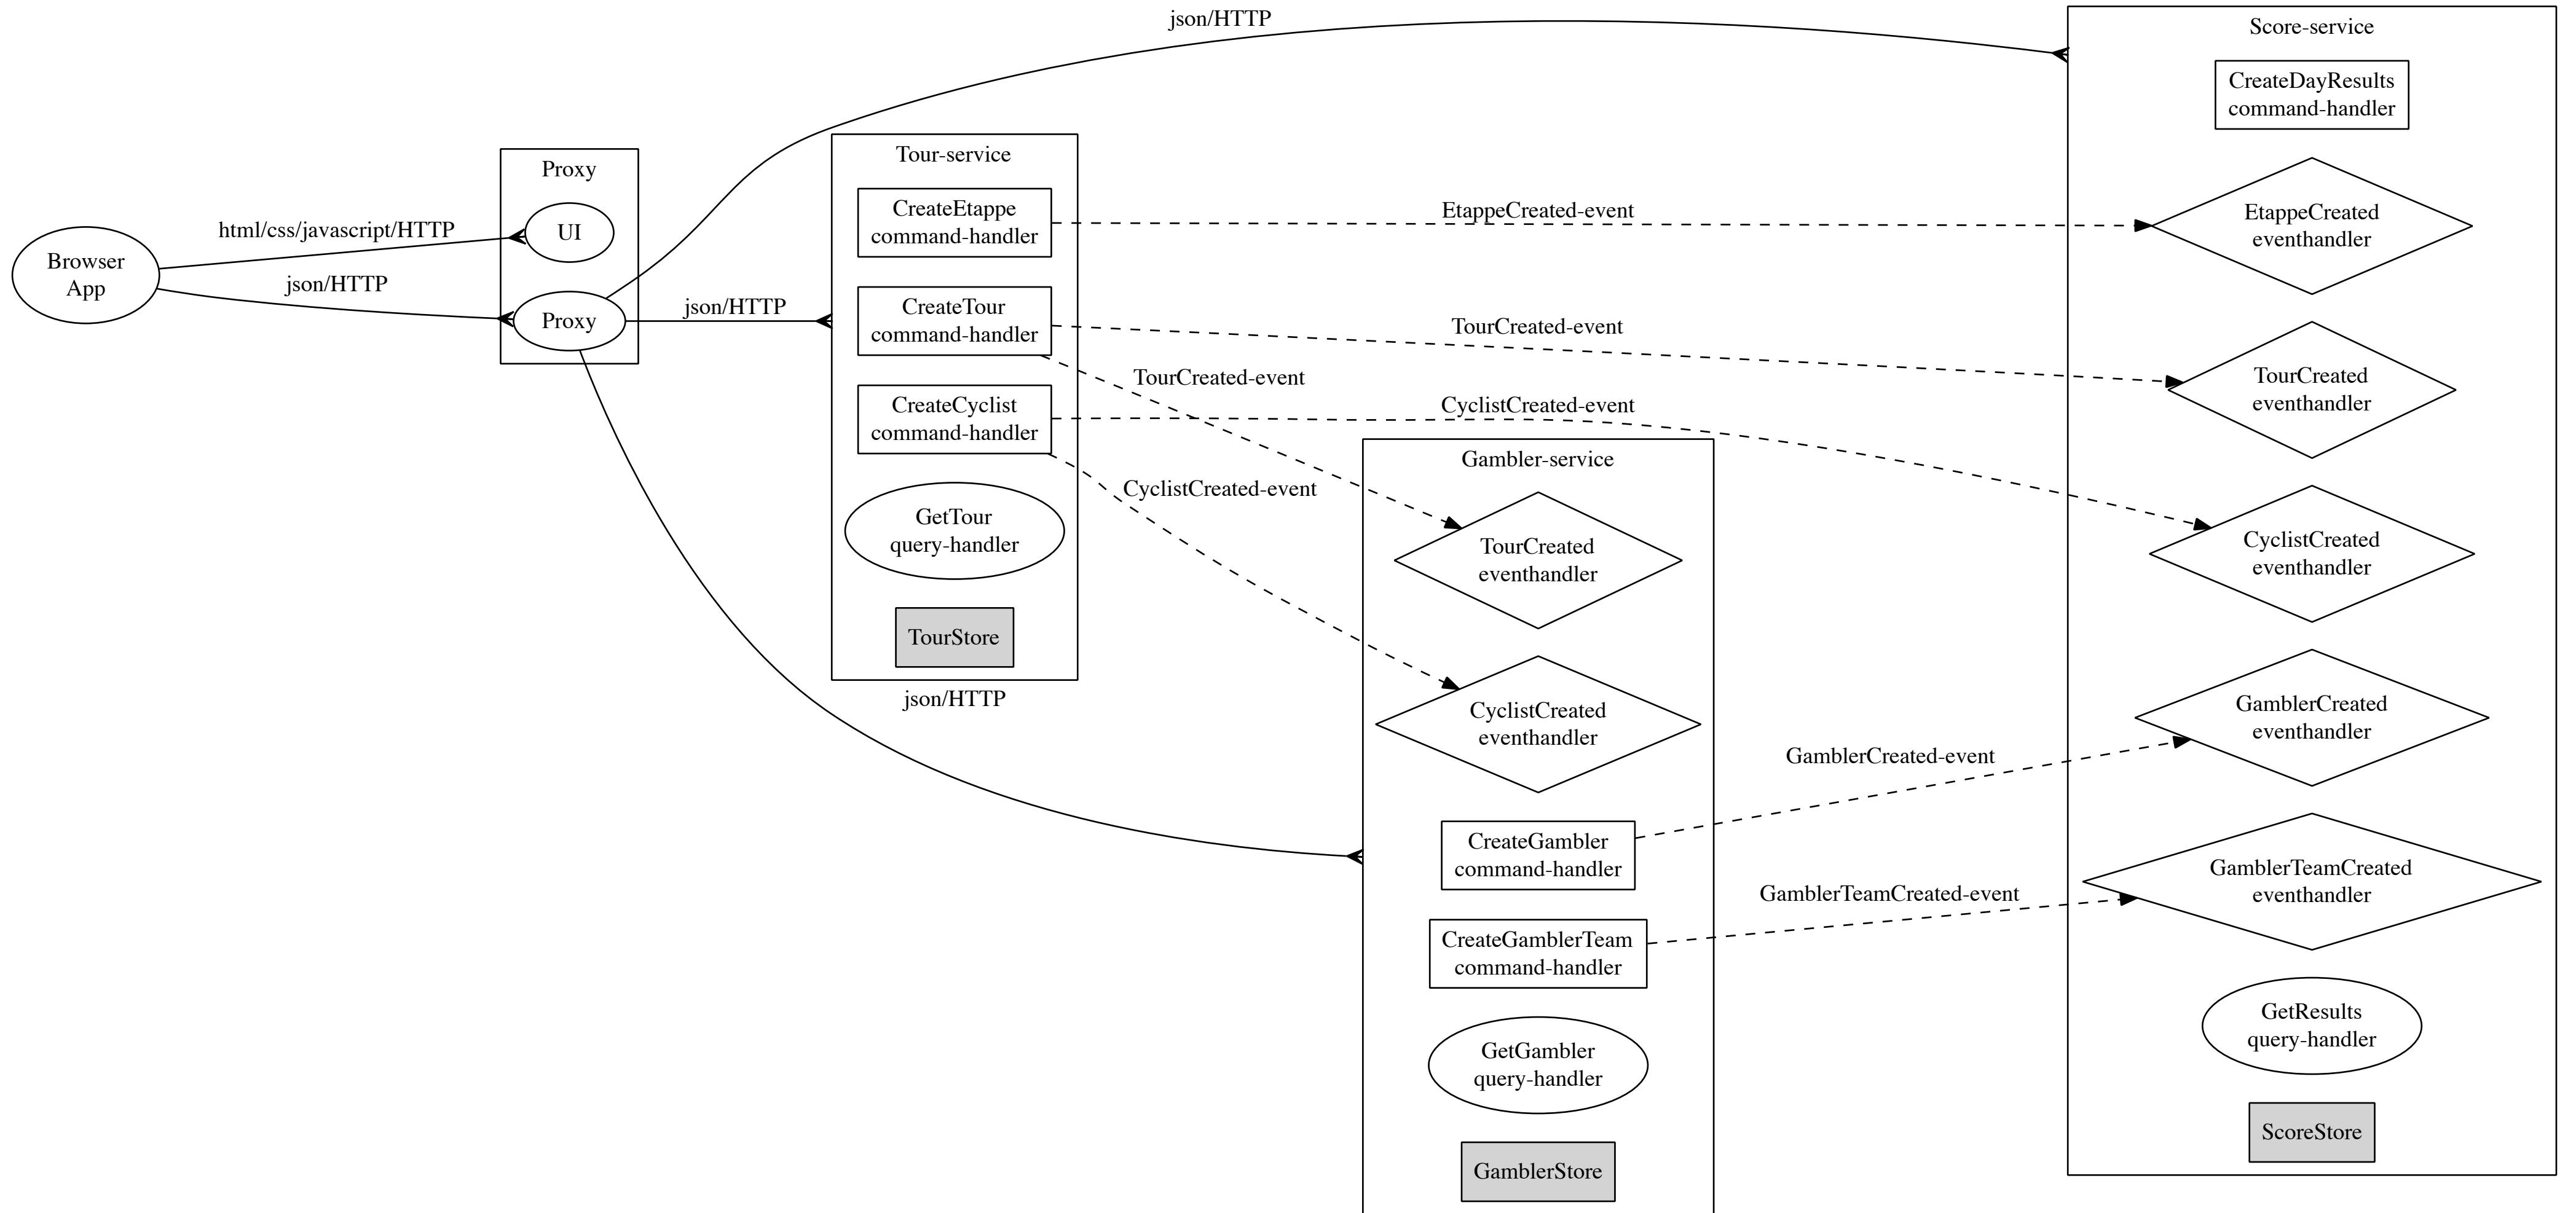 Browser
App
html/css/javascript/HTTP
json/HTTP
Proxy
UI
Proxy
json/HTTP
json/HTTP
json/HTTP
Tour-service
CreateEtappe
command-handler
CreateTour
command-handler
CreateCyclist
command-handler
GetTour
query-handler
TourStore
EtappeCreated-event
TourCreated-event
TourCreated-event
CyclistCreated-event
CyclistCreated-event
Gambler-service
TourCreated
eventhandler
CyclistCreated
eventhandler
CreateGambler
command-handler
CreateGamblerTeam
command-handler
GetGambler
query-handler
GamblerStore
GamblerCreated-event
GamblerTeamCreated-event
Score-service
CreateDayResults
command-handler
EtappeCreated
eventhandler
TourCreated
eventhandler
CyclistCreated
eventhandler
GamblerCreated
eventhandler
GamblerTeamCreated
eventhandler
GetResults
query-handler
ScoreStore